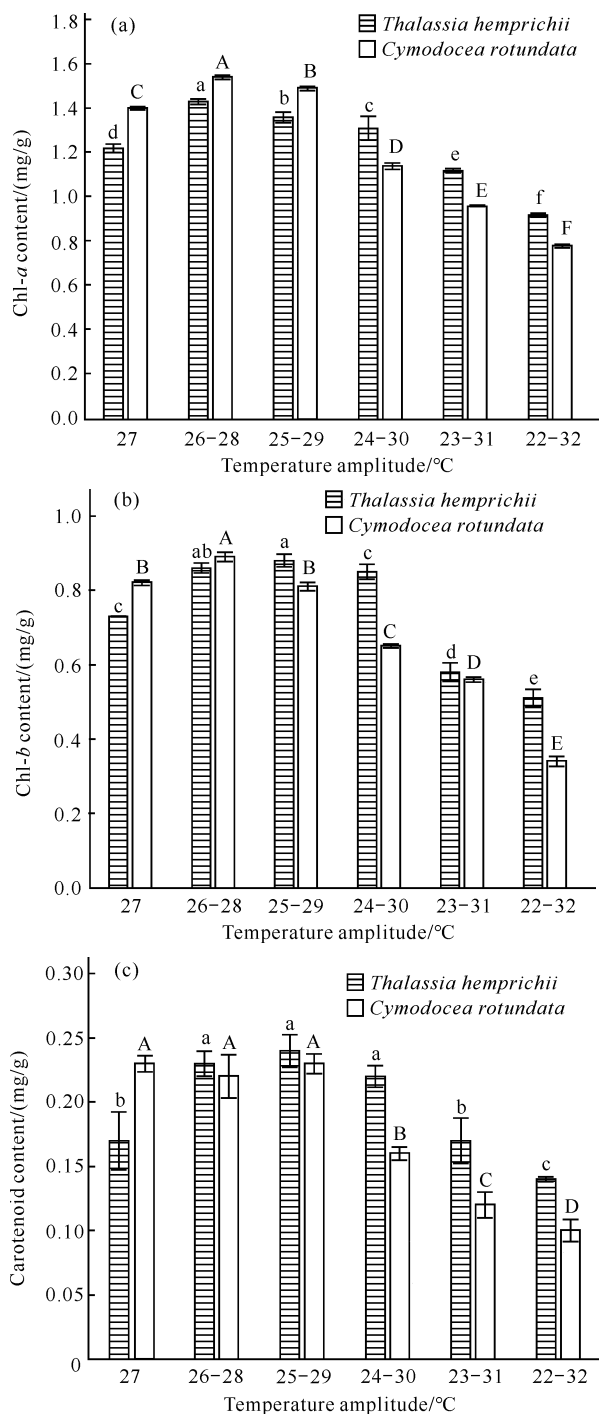 (a)
Thalassia hemprichii
Cymodocea rotundata
1.8
1.6
1.4
1.2
1.0
0.8
0.6
0.4
0.2
0.0
Chl-a content/(mg/g)
d C a A b B c D e E f F
27 26−28 25−29 24−30 23−31 22−32
Temperature amplitude/°C
(b)
Thalassia hemprichii
Cymodocea rotundata
1.0
0.8
0.6
0.4
0.2
0.0
Chl-b content/(mg/g)
c B ab A a B c C d D e E
27 26−28 25−29 24−30 23−31 22−32
Temperature amplitude/°C
(c)
Thalassia hemprichii
Cymodocea rotundata
0.30
0.25
0.20
0.15
0.10
0.05
0
Carotenoid content/(mg/g)
b A a A a A a B b C c D
27 26−28 25−29 24−30 23−31 22−32
Temperature amplitude/°C